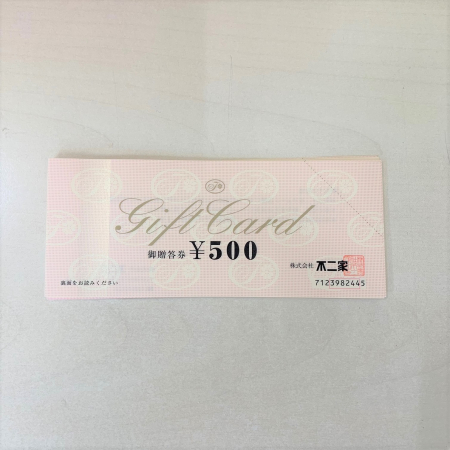 Gift Card
御贈答券 ¥500
株式会社 不二家
裏面をお読みください
7123982445